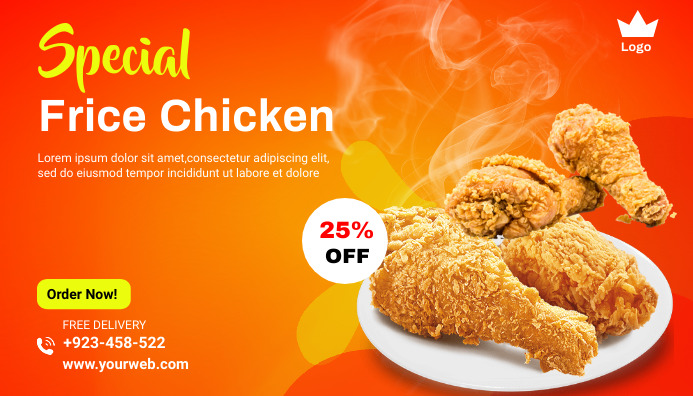 Special
Frice Chicken
Lorem ipsum dolor sit amet,consectetur adipiscing elit,
sed do eiusmod tempor incididunt ut labore et dolore
25%
OFF
Order Now!
FREE DELIVERY
+923-458-522
www.yourweb.com
Logo